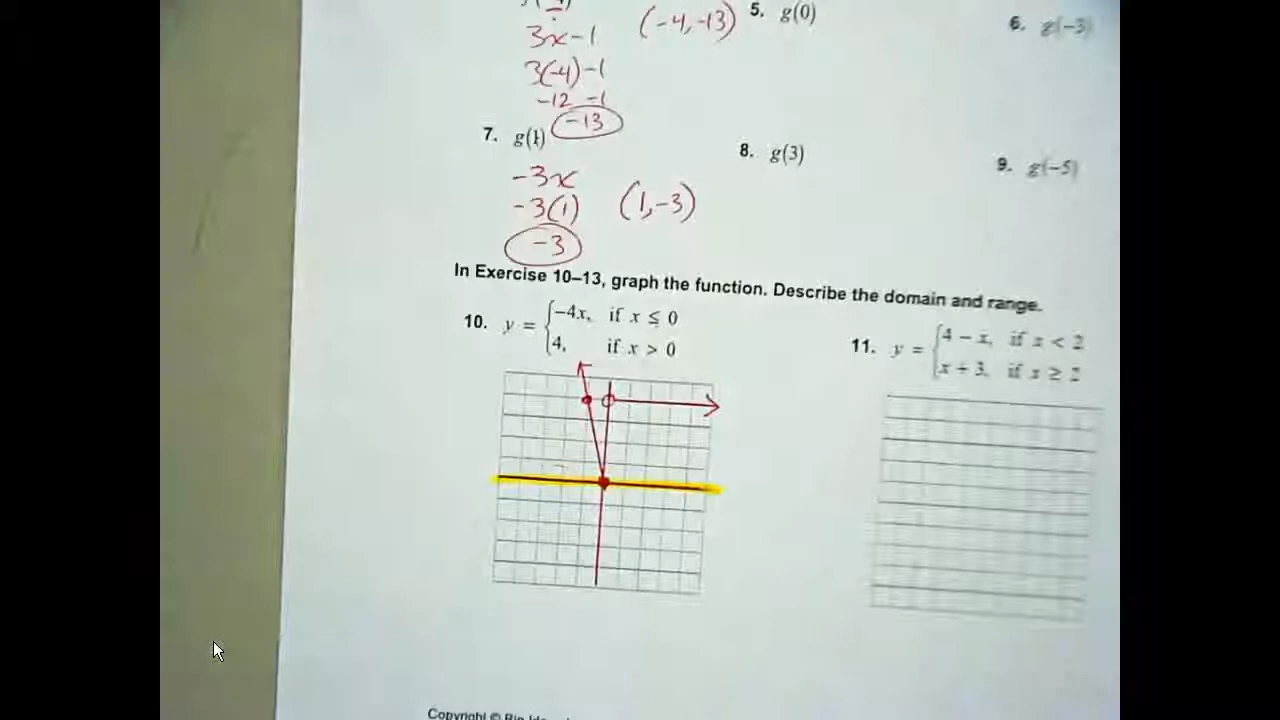 3x-1 (-4,-13) 5. g(0) 6. g(-3)
3(-4)-1
-12 -1
-13
7. g(1) 8. g(3) 9. g(-5)
-3x
-3(1) (1,-3)
-3
In Exercise 10–13, graph the function. Describe the domain and range.
10. y = { -4x, if x ≤ 0
4, if x > 0
11. y = { 4 - x, if x < 2
x + 3, if x ≥ 2
Copyright ©